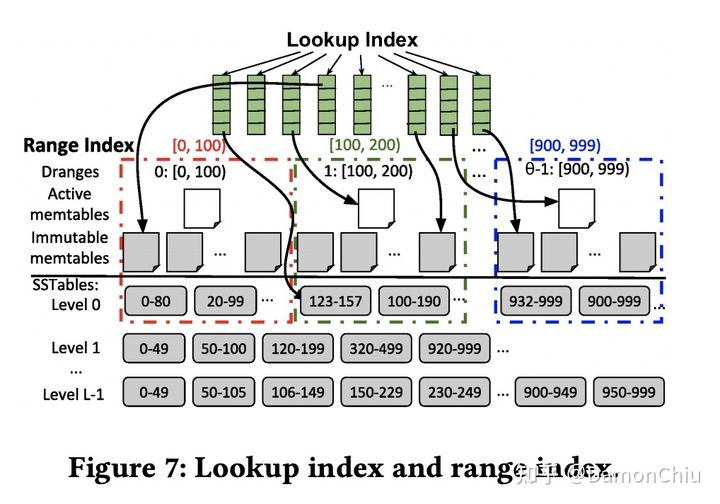 Lookup Index
...
Range Index [0, 100) [100, 200) ... [900, 999)
Dranges 0: [0, 100) 1: [100, 200) ... θ-1: [900, 999)
Active
memtables
Immutable
memtables ... ... ...
SSTables:
Level 0 0-80 20-99 ... 123-157 100-190 ... 932-999 900-999 ...
Level 1 0-49 50-100 120-199 320-499 920-999 ...
...
Level L-1 0-49 50-105 106-149 150-229 230-249 ... 900-949 950-999
Figure 7: Lookup index and range index.
知乎 @DamonChiu